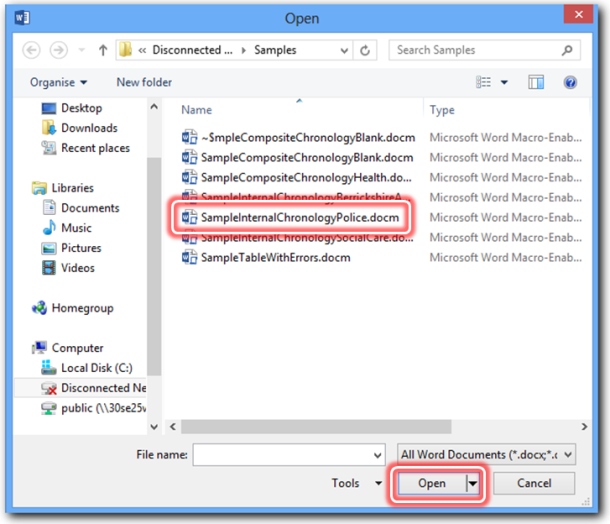 Open
« Disconnected ... Samples Search Samples
Organise New folder
Name Type
Desktop
Downloads
Recent places
Libraries
Documents
Music
Pictures
Videos
Homegroup
Computer
Local Disk (C:)
Disconnected Ne
public (\\30se25w
~$mpleCompositeChronologyBlank.docm Microsoft Word Macro-Enab...
SampleCompositeChronologyBlank.docm Microsoft Word Macro-Enab...
SampleCompositeChronologyHealth.do... Microsoft Word Macro-Enab...
SampleInternalChronologyBerrickshireA... Microsoft Word Macro-Enab...
SampleInternalChronologyPolice.docm Microsoft Word Macro-Enab...
SampleInternalChronologySocialCare.do... Microsoft Word Macro-Enab...
SampleTableWithErrors.docm Microsoft Word Macro-Enab...
File name: All Word Documents (*.docx;*.c
Tools Open Cancel